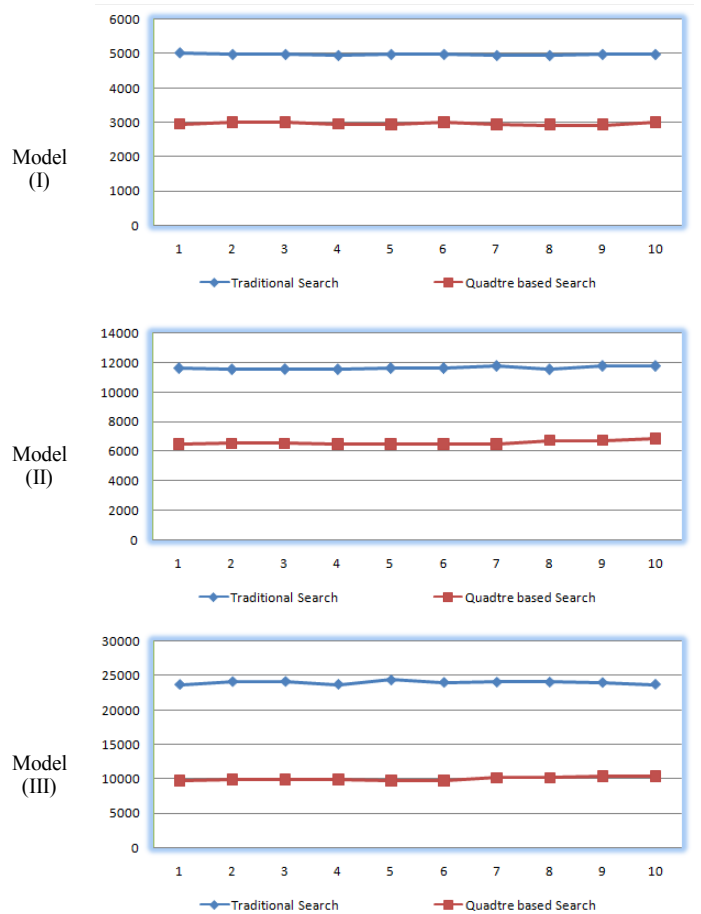 6000
5000
4000
3000
2000
1000
0
Model
(I)
1 2 3 4 5 6 7 8 9 10
Traditional Search Quadtre based Search
14000
12000
10000
8000
6000
4000
2000
0
Model
(II)
1 2 3 4 5 6 7 8 9 10
Traditional Search Quadtre based Search
30000
25000
20000
15000
10000
5000
0
Model
(III)
1 2 3 4 5 6 7 8 9 10
Traditional Search Quadtre based Search